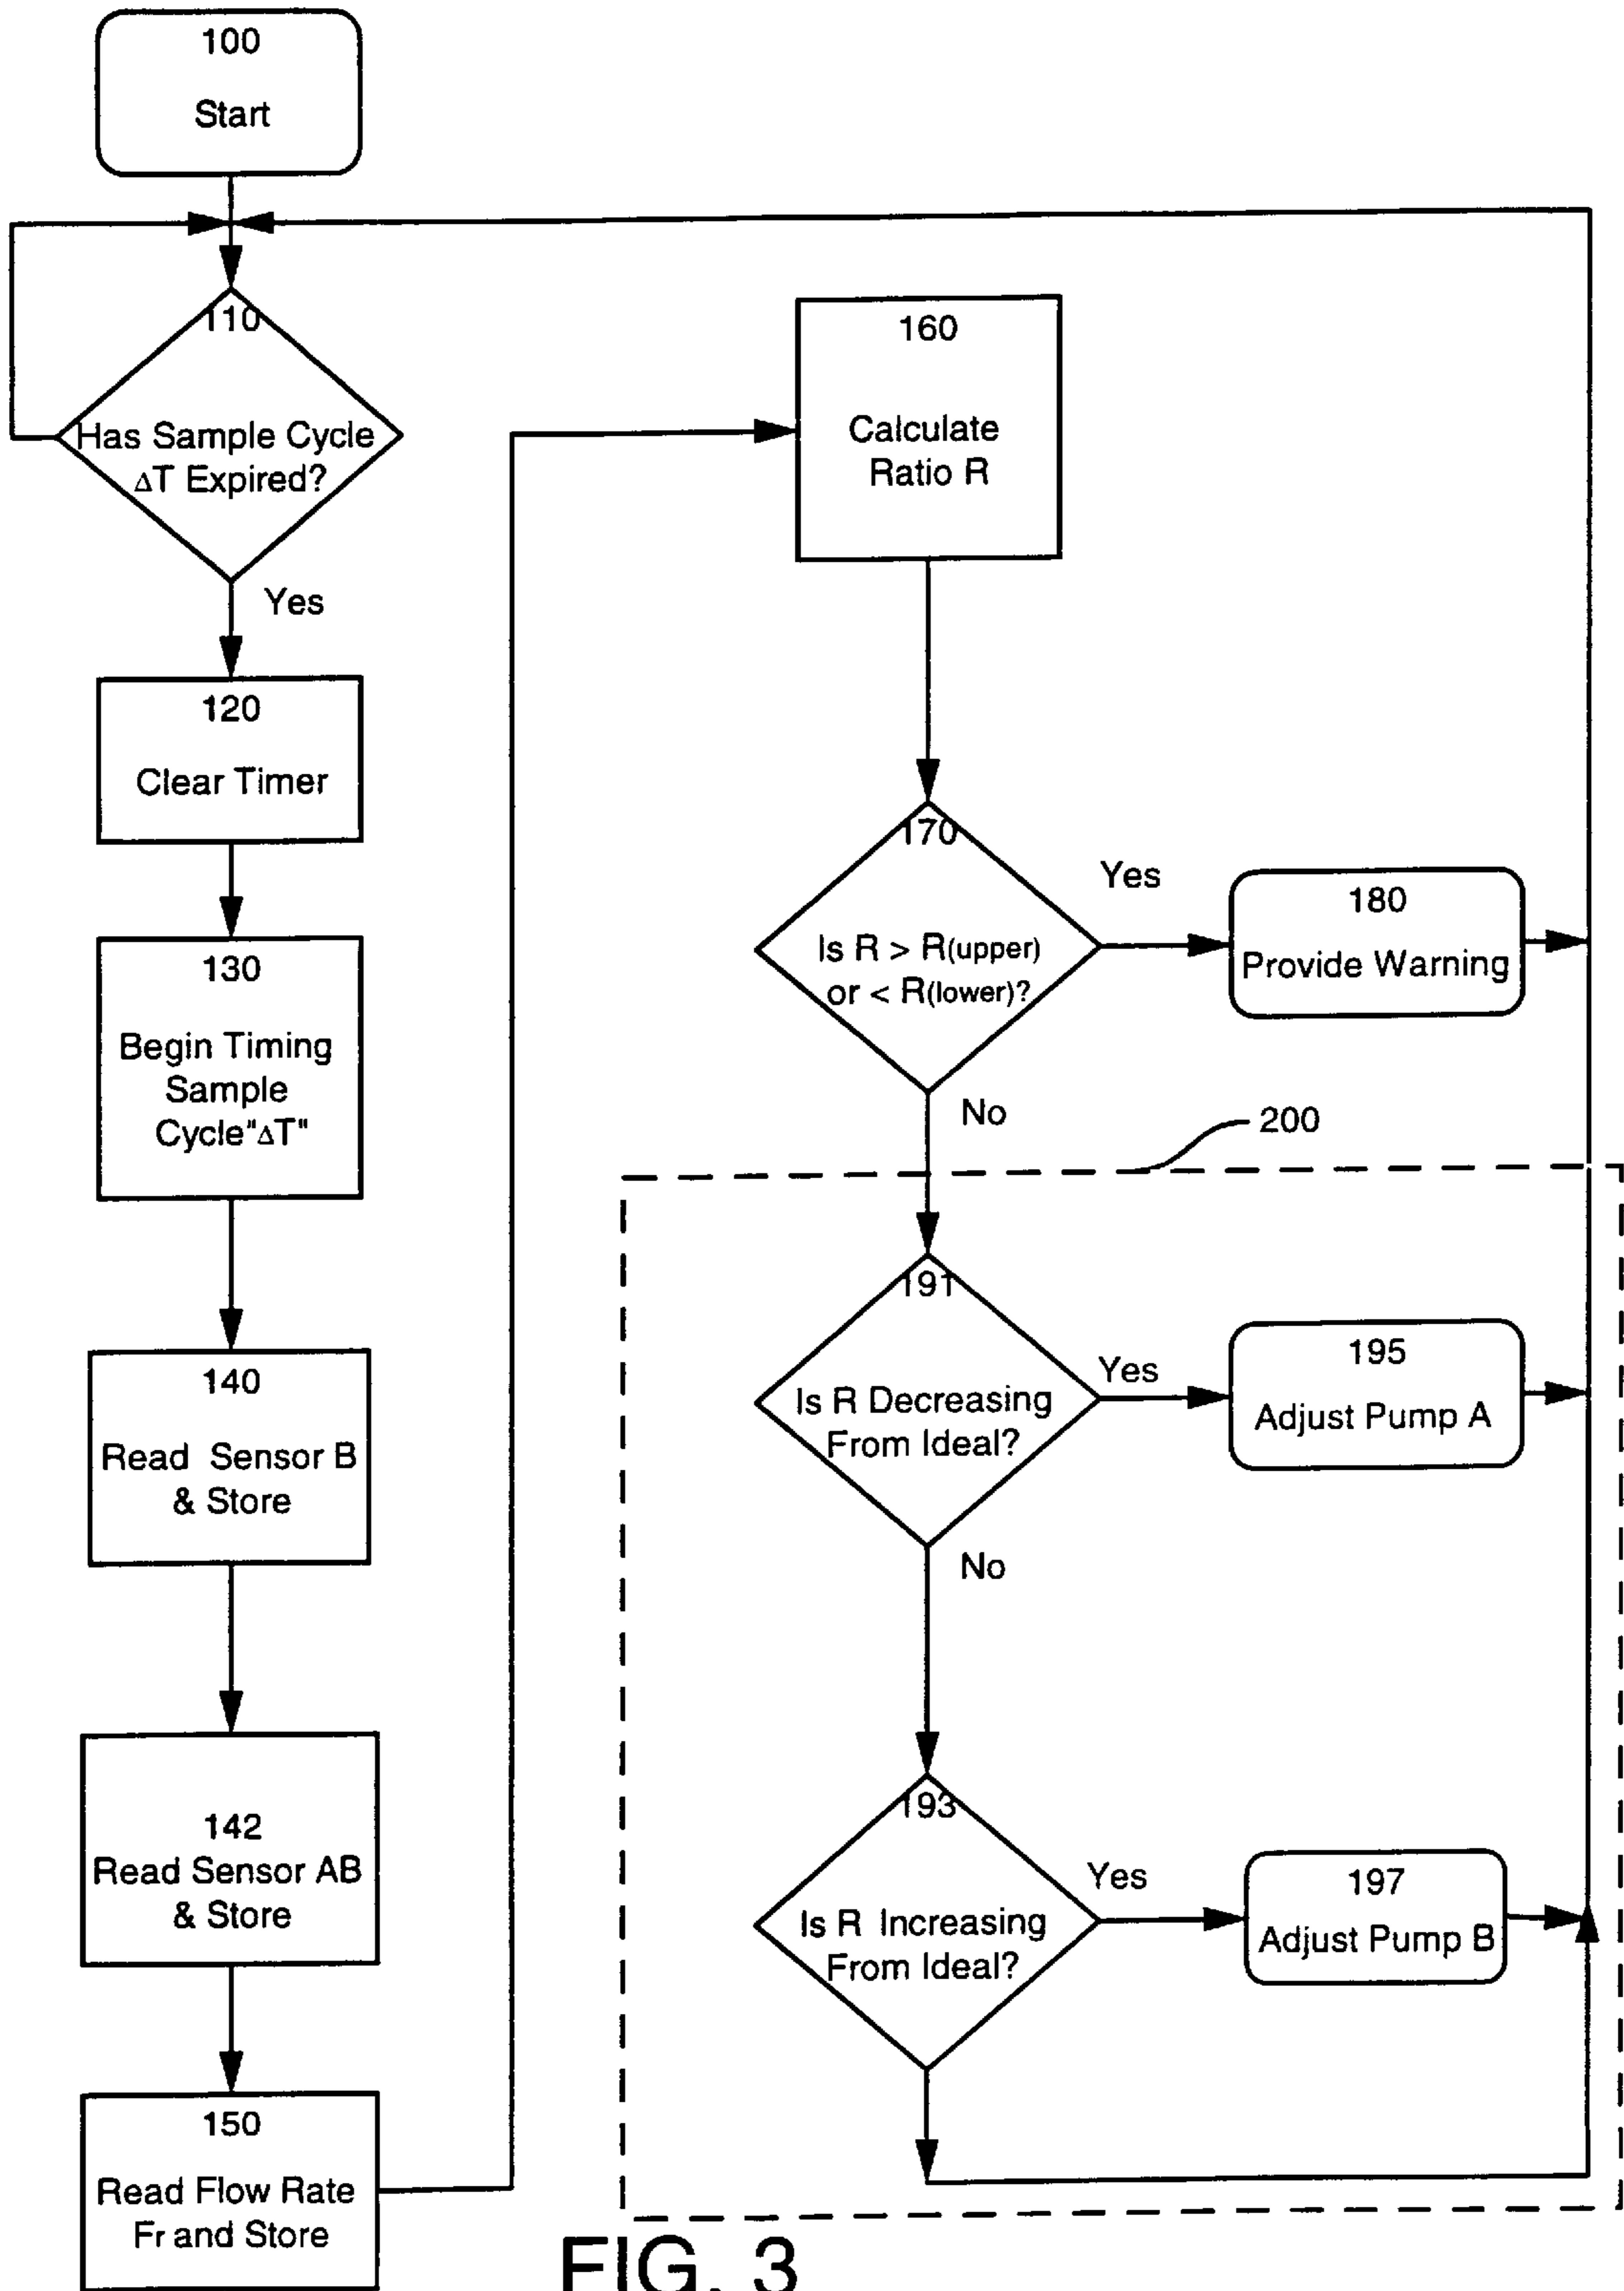 100
Start
110
Has Sample Cycle
ΔT Expired?
Yes
120
Clear Timer
130
Begin Timing
Sample
Cycle"ΔT"
140
Read Sensor B
& Store
142
Read Sensor AB
& Store
150
Read Flow Rate
Fr and Store
160
Calculate
Ratio R
170
Is R > R(upper)
or < R(lower)?
Yes
180
Provide Warning
No
200
191
Is R Decreasing
From Ideal?
Yes
195
Adjust Pump A
No
193
Is R Increasing
From Ideal?
Yes
197
Adjust Pump B
FIG. 3